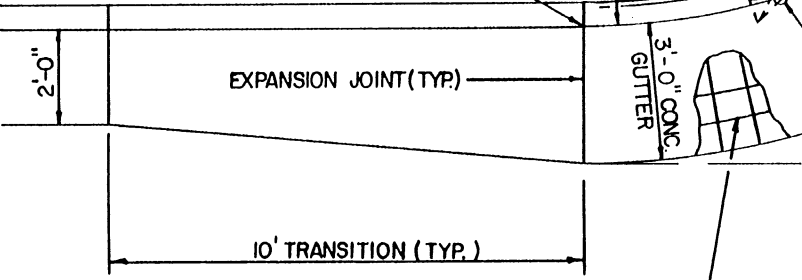 2'-0"
EXPANSION JOINT (TYP.)
3'-0" CONC.
GUTTER
10' TRANSITION (TYP.)